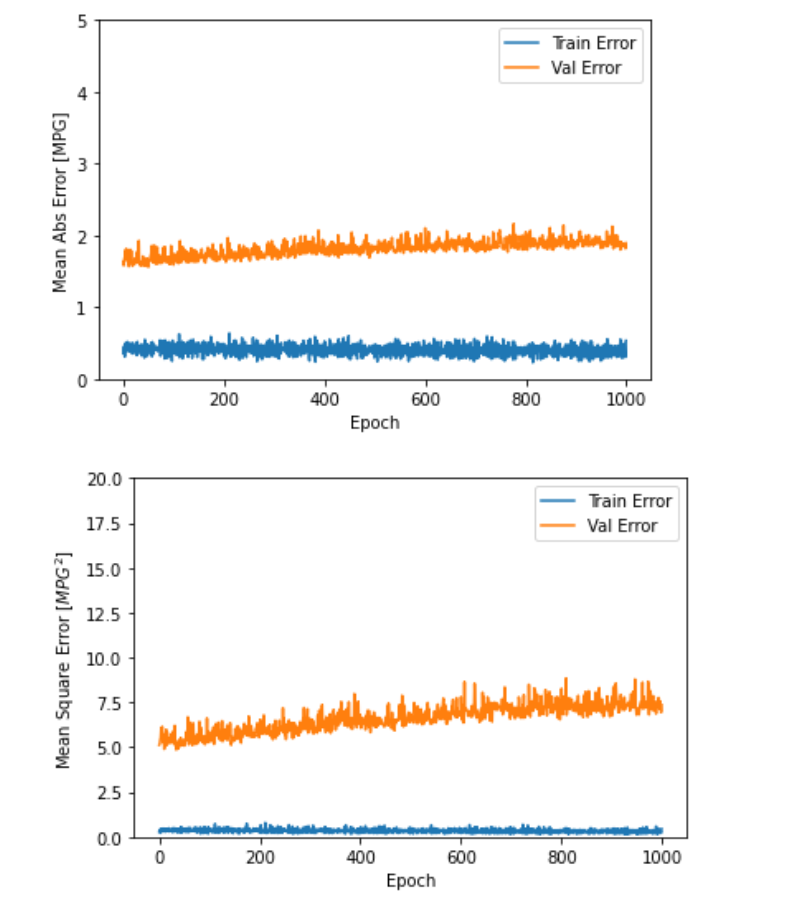 5
Train Error
Val Error
4
3
2
1
0
Mean Abs Error [MPG]
0 200 400 600 800 1000
Epoch
20.0
Train Error
Val Error
17.5
15.0
12.5
10.0
7.5
5.0
2.5
0.0
Mean Square Error [MPG²]
0 200 400 600 800 1000
Epoch